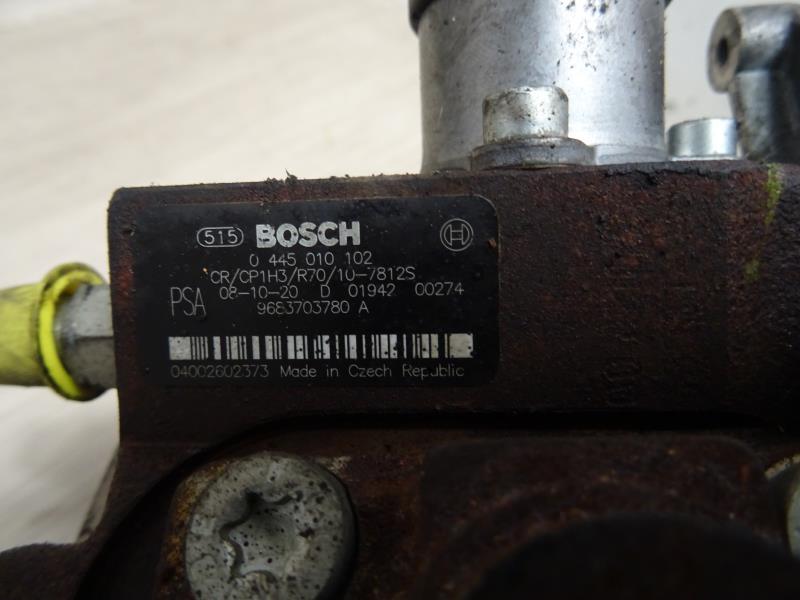 515 BOSCH
0 445 010 102
CR/CP1H3/R70/10-7812S
PSA 08-10-20 D 01942 00274
9683703780 A
04002602373 Made in Czech Republic